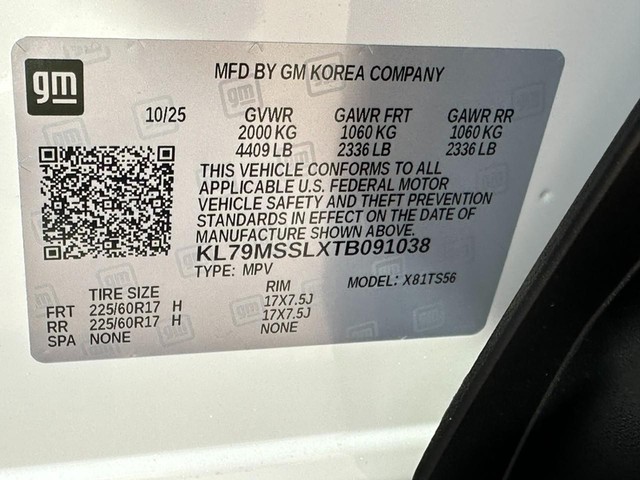 gm
MFD BY GM KOREA COMPANY
10/25 GVWR GAWR FRT GAWR RR
2000 KG 1060 KG 1060 KG
4409 LB 2336 LB 2336 LB
THIS VEHICLE CONFORMS TO ALL
APPLICABLE U.S. FEDERAL MOTOR
VEHICLE SAFETY AND THEFT PREVENTION
STANDARDS IN EFFECT ON THE DATE OF
MANUFACTURE SHOWN ABOVE.
KL79MSSLXTB091038
TYPE: MPV MODEL: X81TS56
TIRE SIZE RIM
FRT 225/60R17 H 17X7.5J
RR 225/60R17 H 17X7.5J
SPA NONE NONE